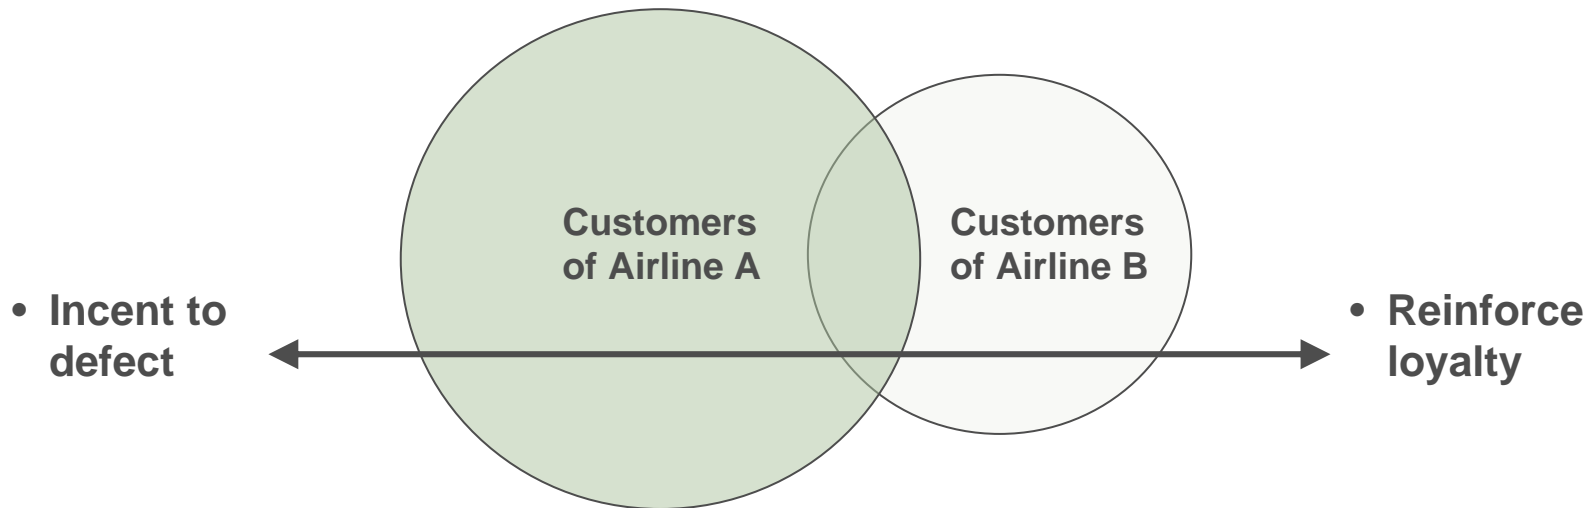 Customers
of Airline A
Customers
of Airline B
• Incent to
defect
• Reinforce
loyalty